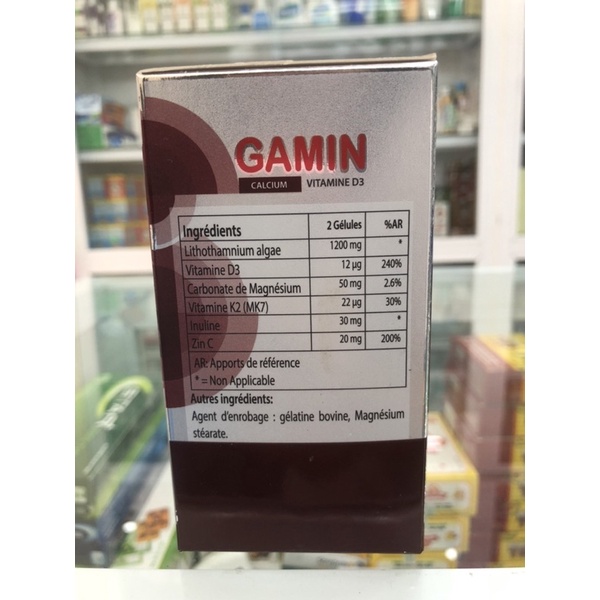 GAMIN
CALCIUM VITAMINE D3
Ingrédients 2 Gélules %AR
Lithothamnium algae 1200 mg *
Vitamine D3 12 µg 240%
Carbonate de Magnésium 50 mg 2.6%
Vitamine K2 (MK7) 22 µg 30%
Inuline 30 mg *
Zin C 20 mg 200%
AR: Apports de référence
* = Non Applicable
Autres ingrédients:
Agent d'enrobage : gélatine bovine, Magnésium
stéarate.